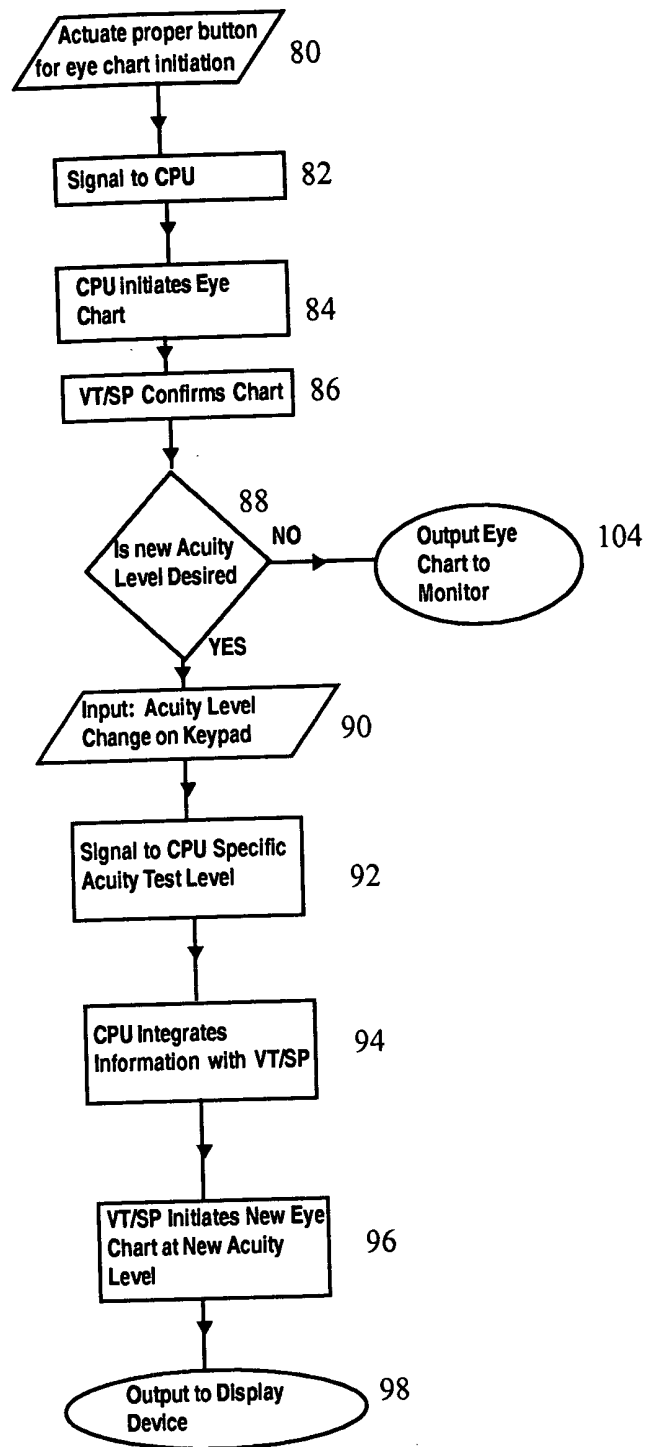 Actuate proper button
for eye chart initiation
80
Signal to CPU
82
CPU initiates Eye
Chart
84
VT/SP Confirms Chart
86
88
Is new Acuity
Level Desired
NO
Output Eye
Chart to
Monitor
104
YES
Input: Acuity Level
Change on Keypad
90
Signal to CPU Specific
Acuity Test Level
92
CPU Integrates
Information with VT/SP
94
VT/SP Initiates New Eye
Chart at New Acuity
Level
96
Output to Display
Device
98